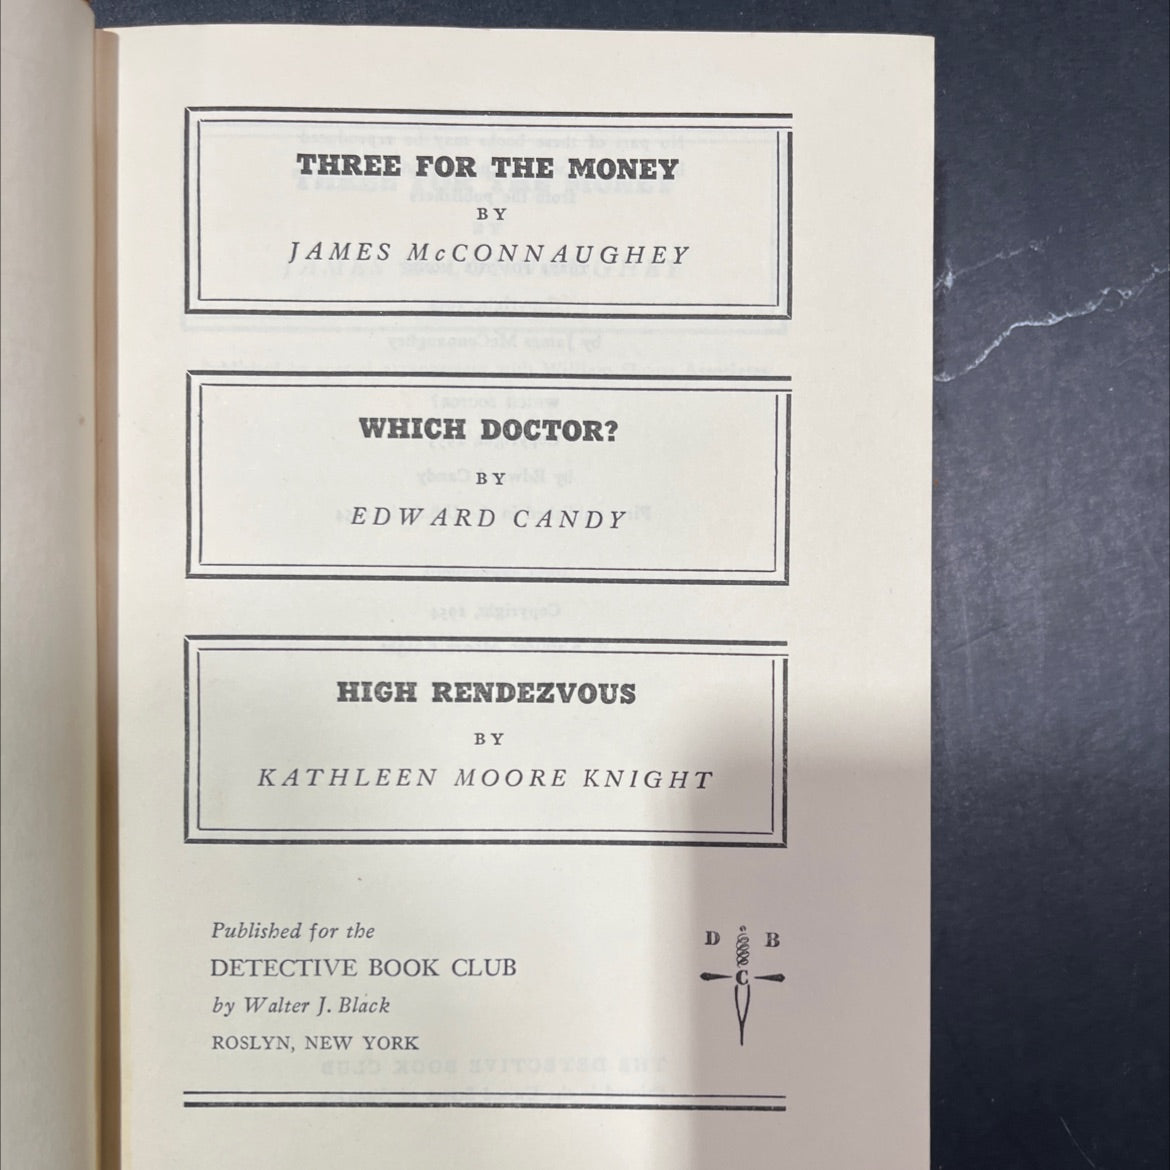 THREE FOR THE MONEY
BY
JAMES McCONNAUGHEY
WHICH DOCTOR?
BY
EDWARD CANDY
HIGH RENDEZVOUS
BY
KATHLEEN MOORE KNIGHT
Published for the
DETECTIVE BOOK CLUB
by Walter J. Black
ROSLYN, NEW YORK
D B
C